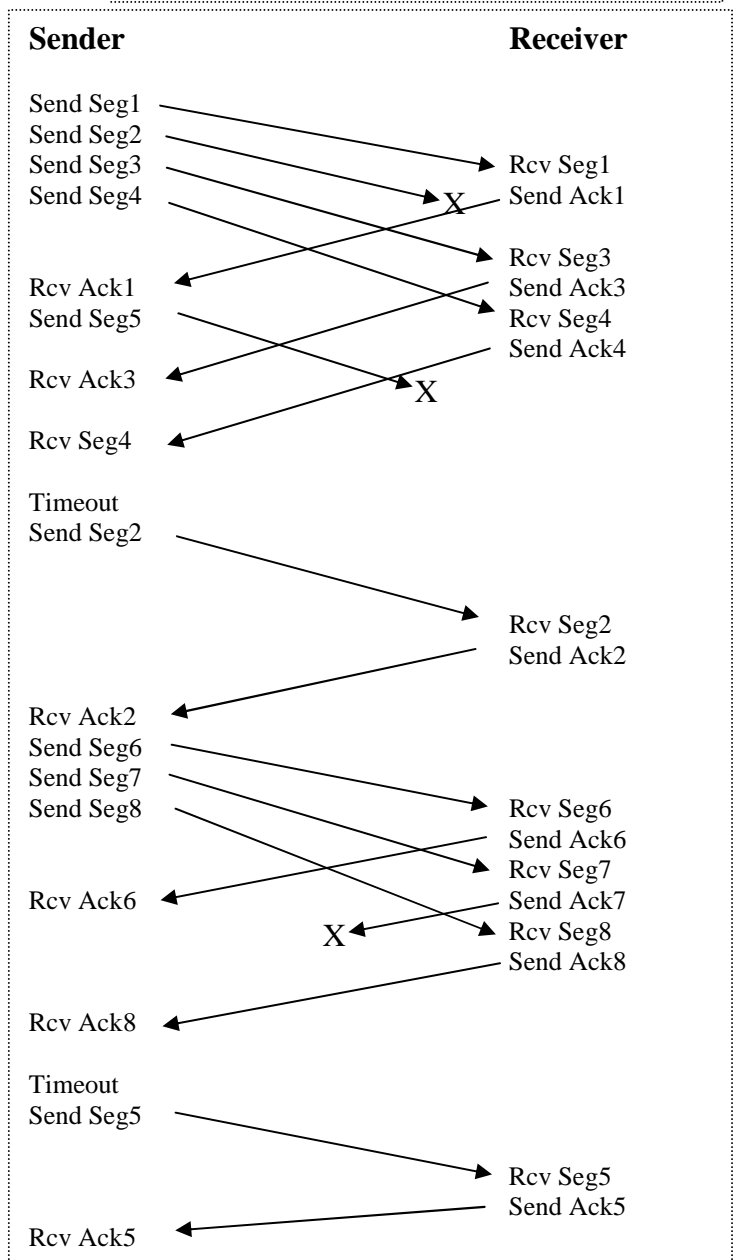 Sender Receiver
Send Seg1
Send Seg2
Send Seg3 Rcv Seg1
Send Seg4 X Send Ack1
Rcv Seg3
Rcv Ack1 Send Ack3
Send Seg5 Rcv Seg4
Send Ack4
Rcv Ack3 X
Rcv Seg4
Timeout
Send Seg2
Rcv Seg2
Send Ack2
Rcv Ack2
Send Seg6
Send Seg7
Send Seg8 Rcv Seg6
Send Ack6
Rcv Seg7
Rcv Ack6 Send Ack7
X Rcv Seg8
Send Ack8
Rcv Ack8
Timeout
Send Seg5
Rcv Seg5
Send Ack5
Rcv Ack5